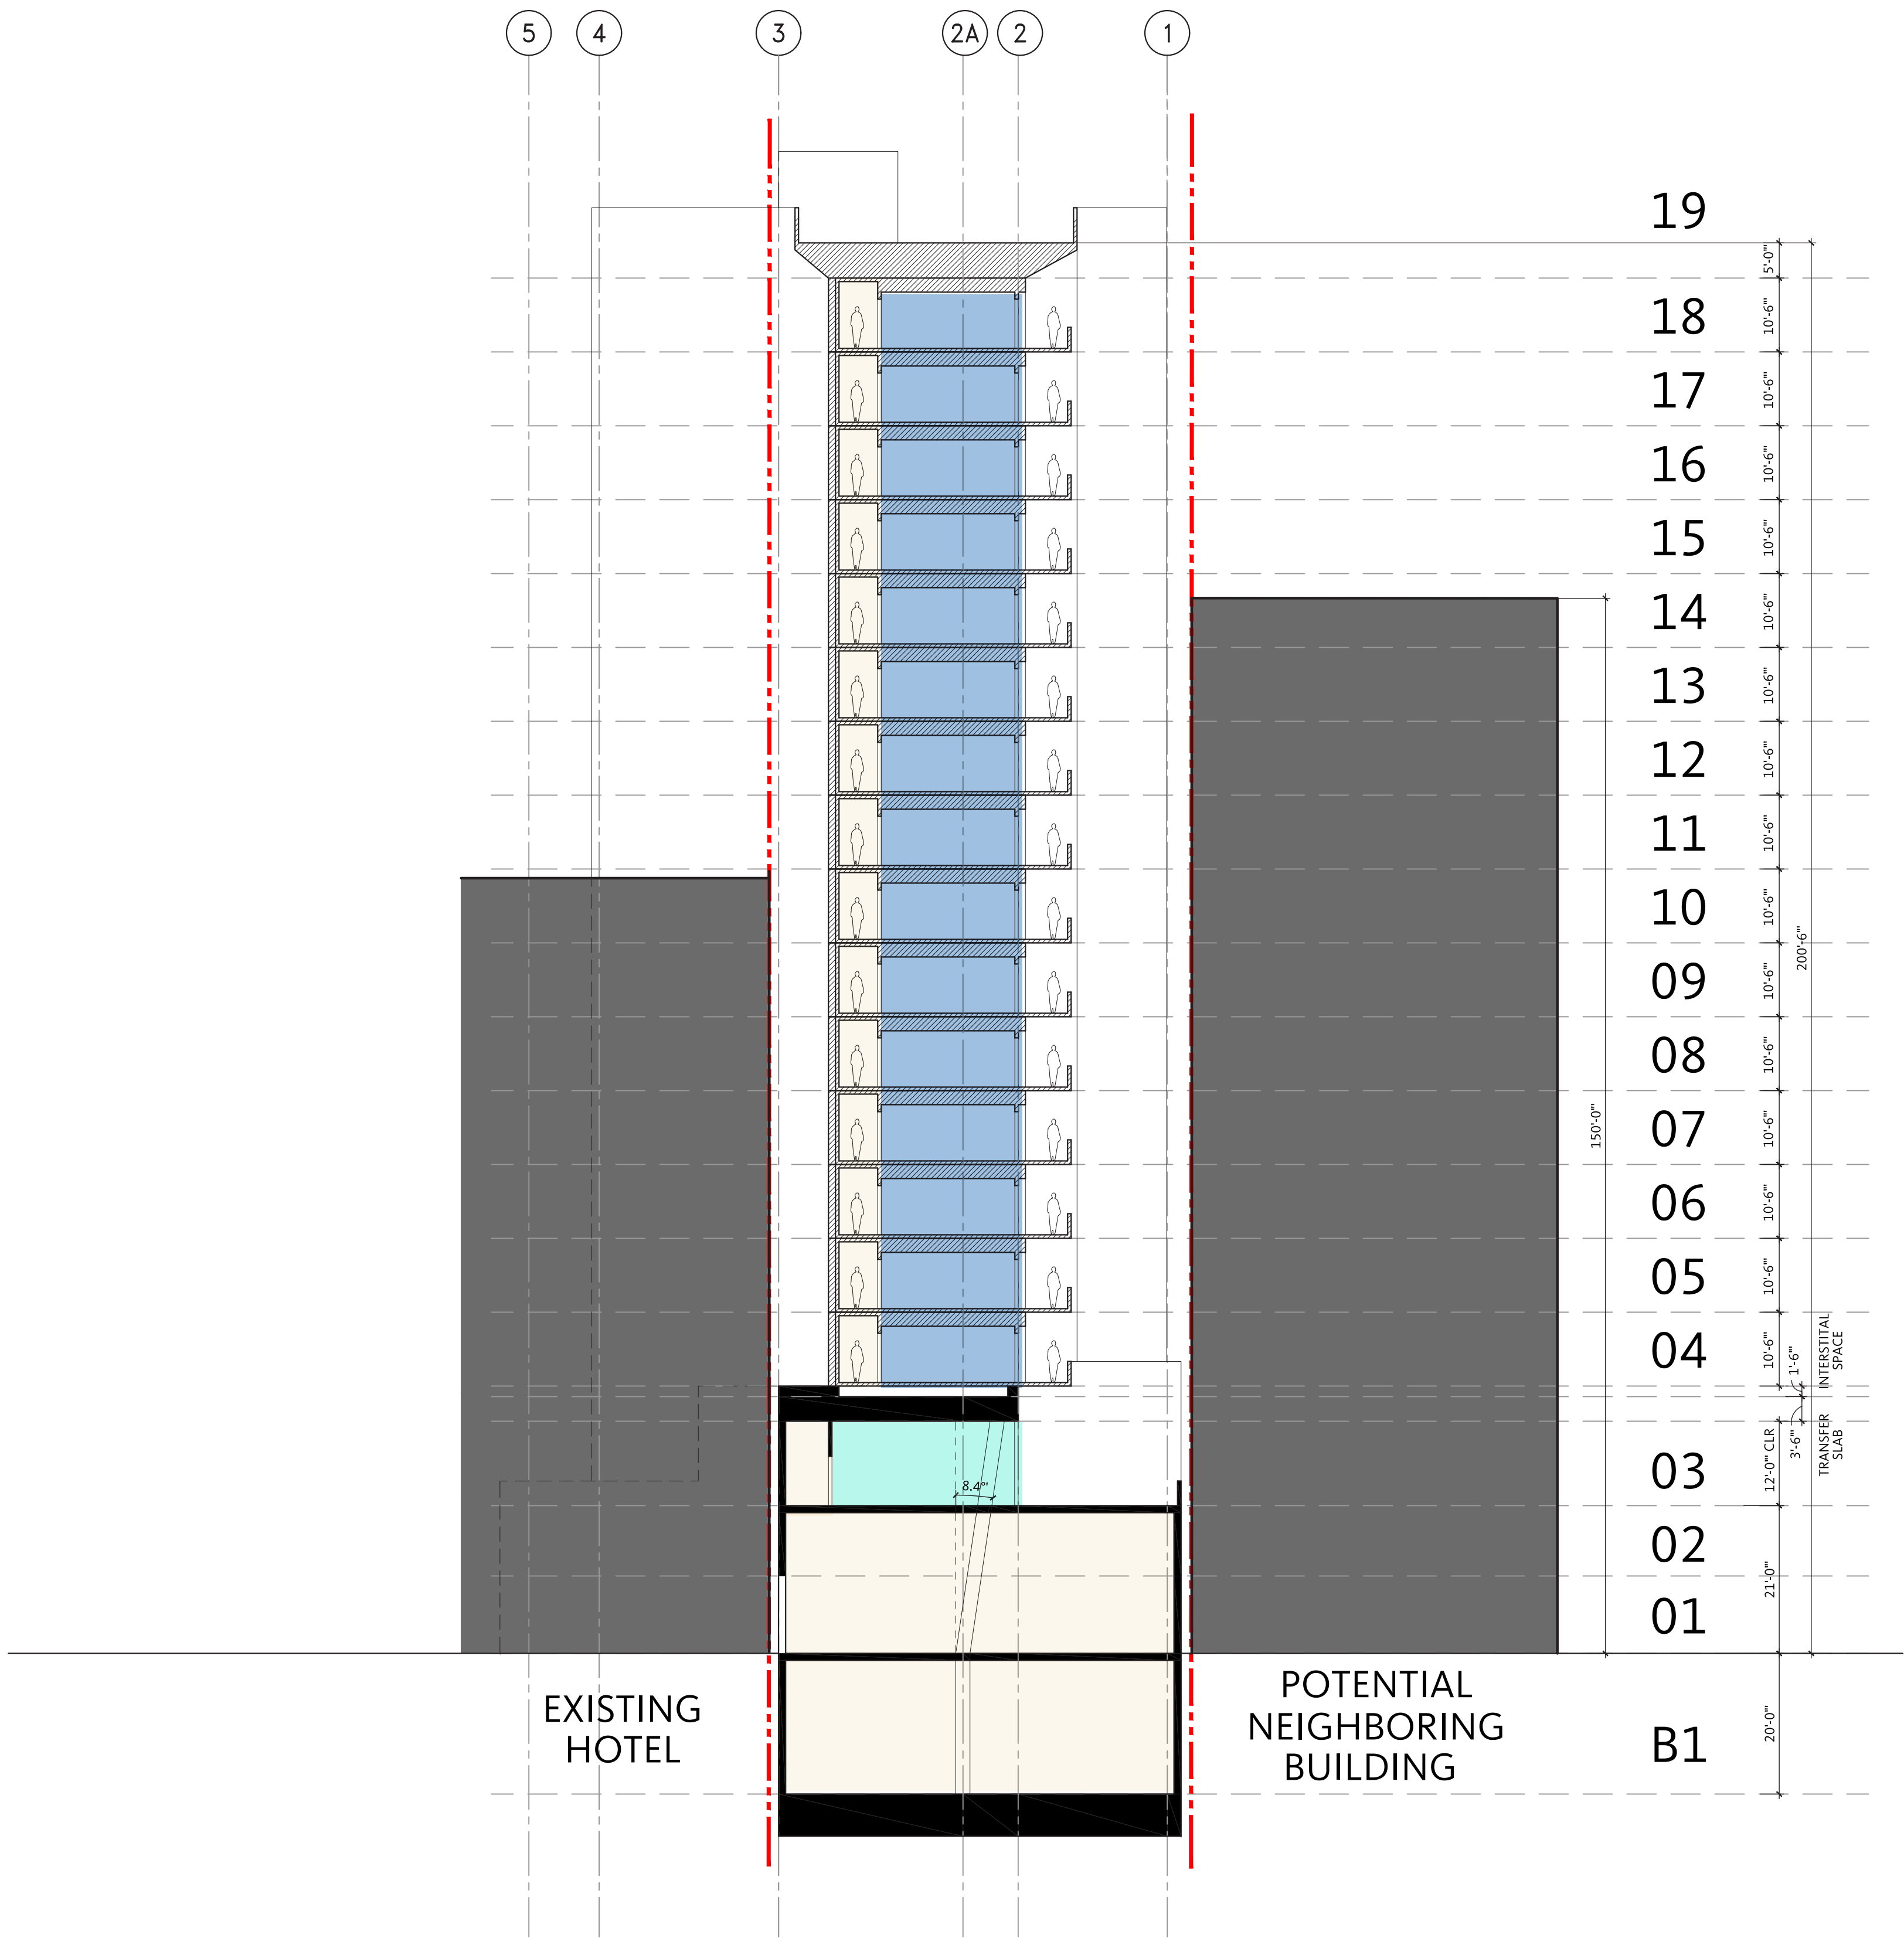 5 4 3 2A 2 1
19
5'-0"'
18 10'-6"'
17 10'-6"'
16 10'-6"'
15 10'-6"'
14 10'-6"'
13 10'-6"'
12 10'-6"'
11 10'-6"'
10 10'-6"'
200'-6"'
09 10'-6"'
08 10'-6"'
150'-0"'
07 10'-6"'
06 10'-6"'
05 10'-6"'
04 10'-6"'
1'-6"'
INTERSTITAL
SPACE
3'-6"'
TRANSFER
SLAB
03 12'-0"' CLR
8.4°'
02
21'-0"'
01
EXISTING
HOTEL
POTENTIAL
NEIGHBORING
BUILDING
B1 20'-0"'